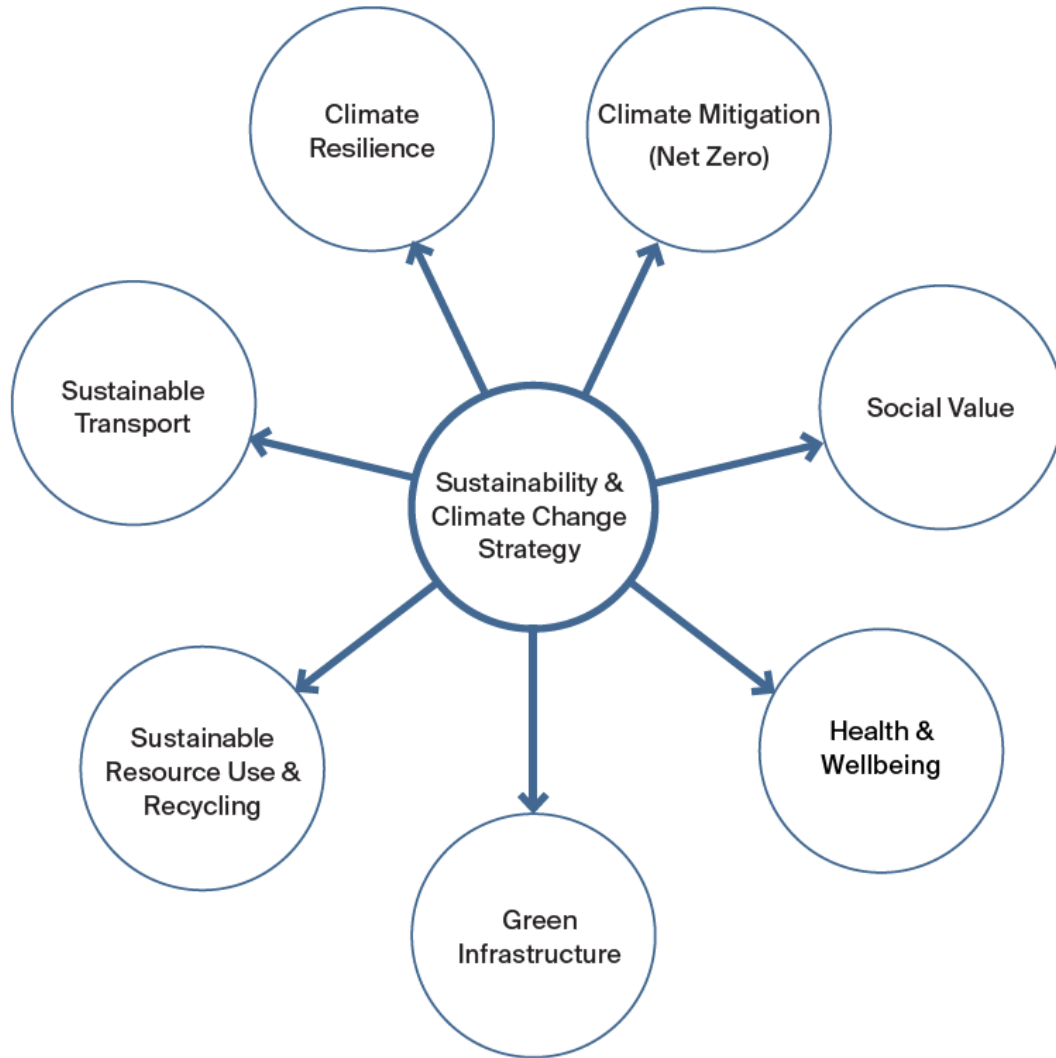 Climate
Resilience
Climate Mitigation
(Net Zero)
Sustainable
Transport
Social Value
Sustainability &
Climate Change
Strategy
Sustainable
Resource Use &
Recycling
Health &
Wellbeing
Green
Infrastructure